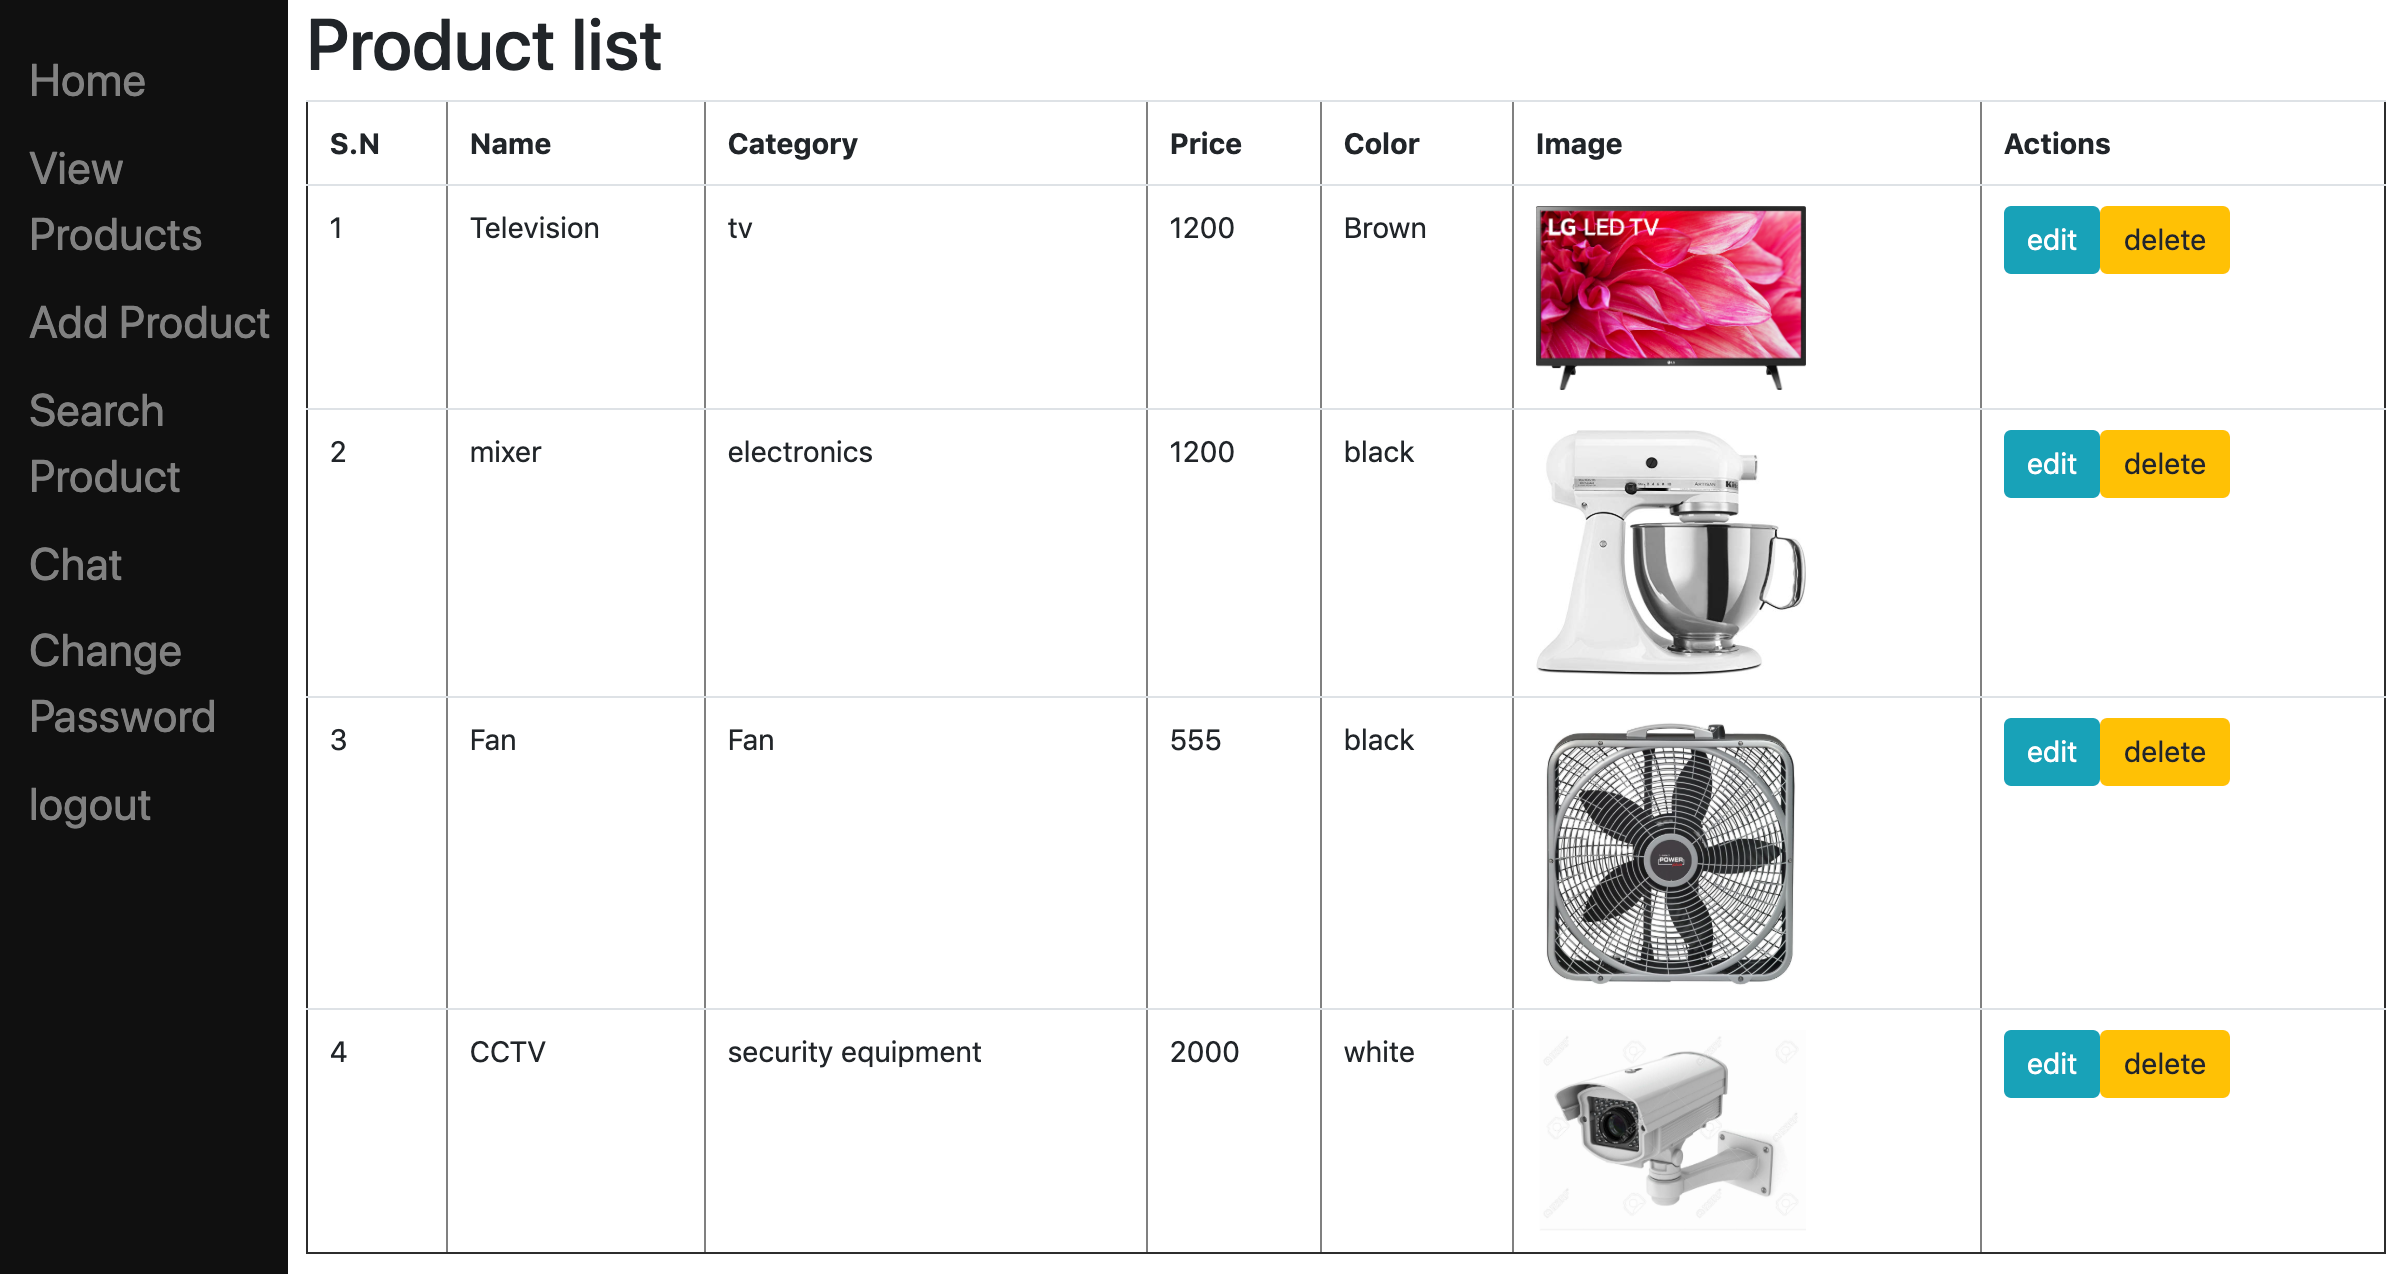 Home
View
Products
Add Product
Search
Product
Chat
Change
Password
logout
Product list
S.N Name Category Price Color Image Actions
1 Television tv 1200 Brown LG LED TV edit delete
2 mixer electronics 1200 black edit delete
3 Fan Fan 555 black POWER edit delete
4 CCTV security equipment 2000 white edit delete